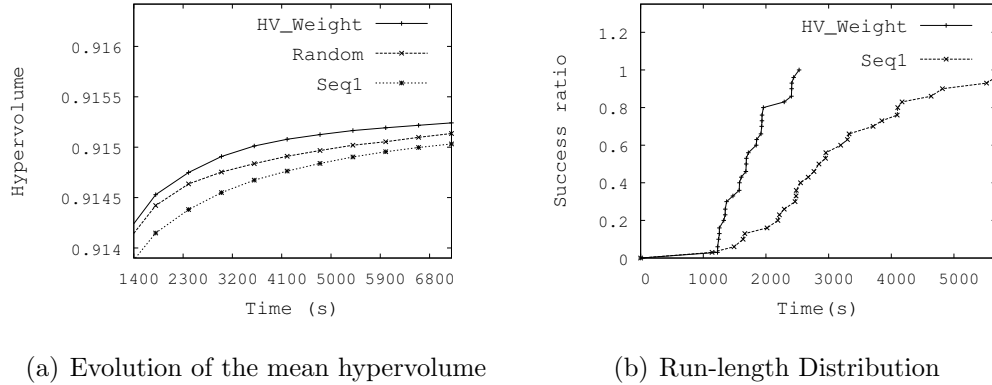 HV_Weight
Random
Seq1
0.916
0.9155
0.915
0.9145
0.914
Hypervolume
1400 2300 3200 4100 5000 5900 6800
Time (s)
(a) Evolution of the mean hypervolume
HV_Weight
Seq1
1.2
1
0.8
0.6
0.4
0.2
0
Success ratio
0 1000 2000 3000 4000 5000
Time(s)
(b) Run-length Distribution